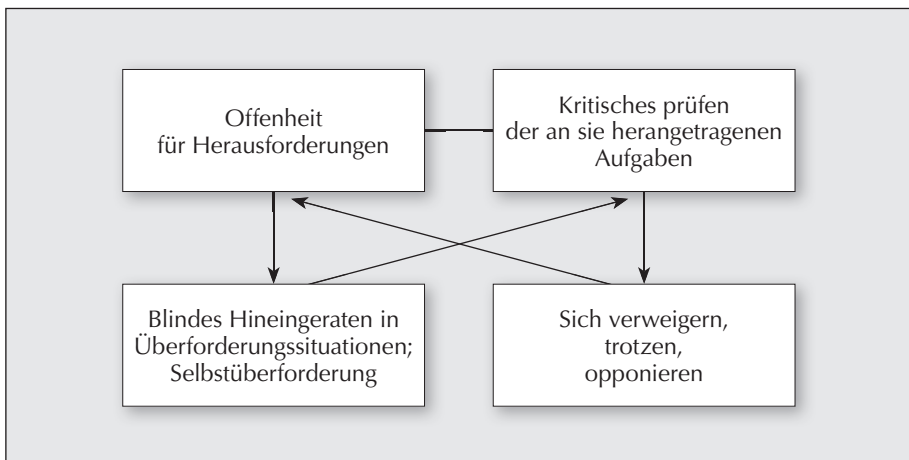 Offenheit
für Herausforderungen
Kritisches prüfen
der an sie herangetragenen
Aufgaben
Blindes Hineingeraten in
Überforderungssituationen;
Selbstüberforderung
Sich verweigern,
trotzen,
opponieren